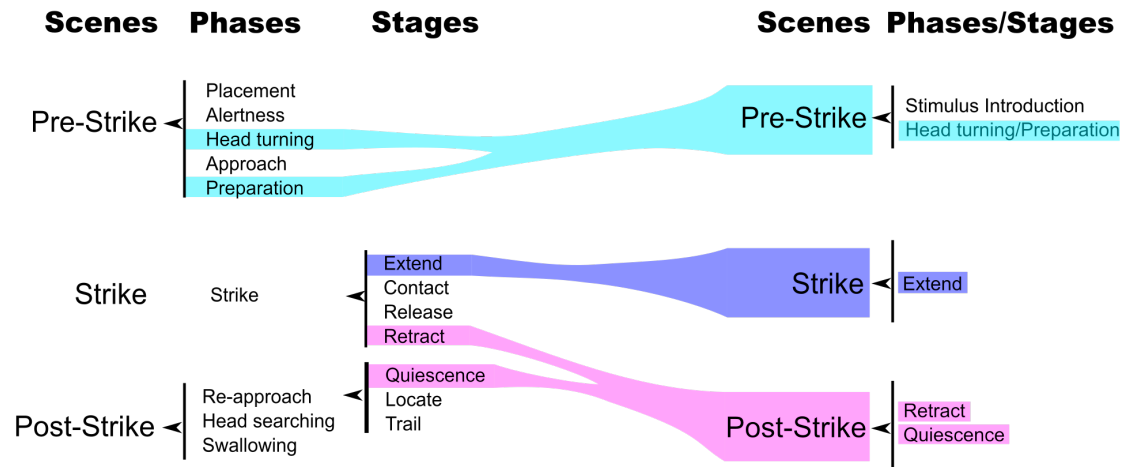 Scenes Phases Stages Scenes Phases/Stages
Placement
Alertness
Pre-Strike
Head turning
Approach
Preparation
Pre-Strike
Stimulus Introduction
Head turning/Preparation
Strike
Strike
Extend
Contact
Release
Retract
Strike
Extend
Post-Strike
Re-approach
Head searching
Swallowing
Quiescence
Locate
Trail
Post-Strike
Retract
Quiescence